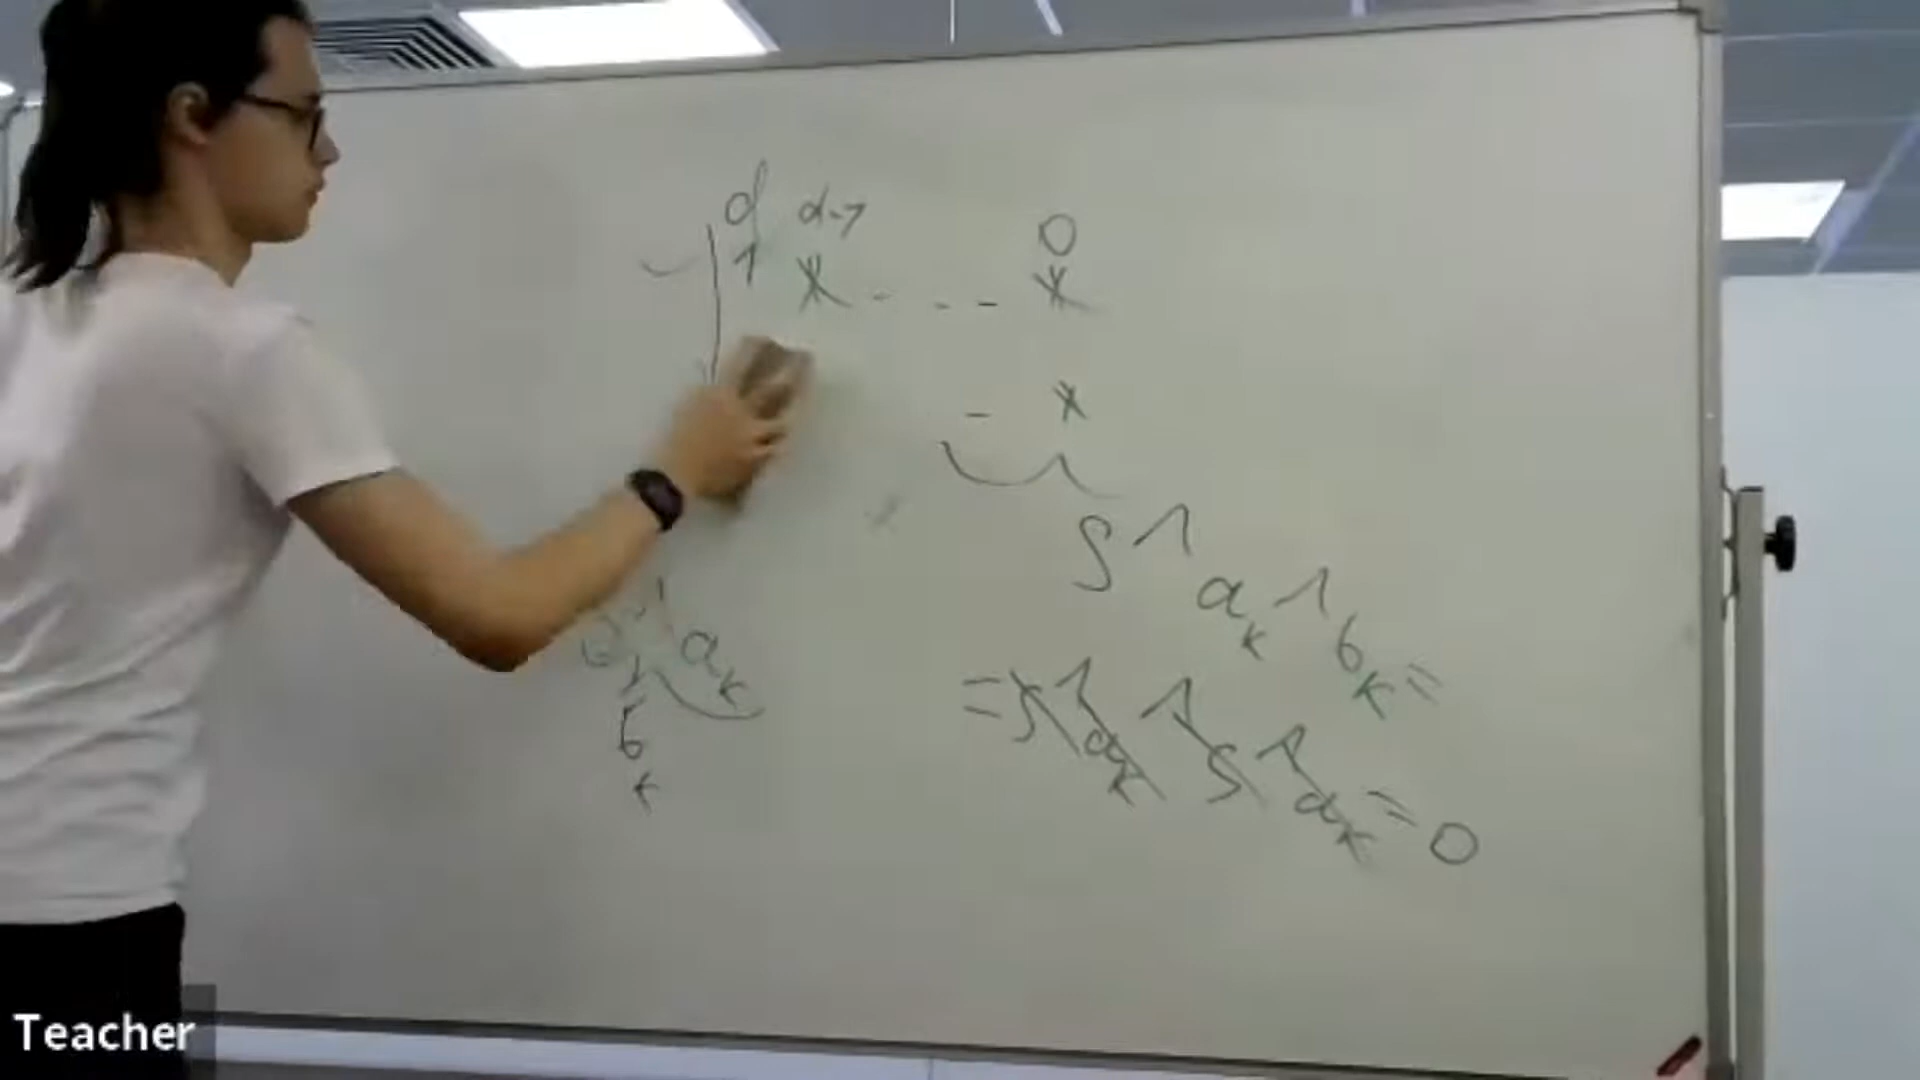 d d-1 0
1 * - - - *
- *
S ^ a_k ^ b_k =
= S ^ a_k ^ S ^ a_k = 0
a_k
b_k
Teacher